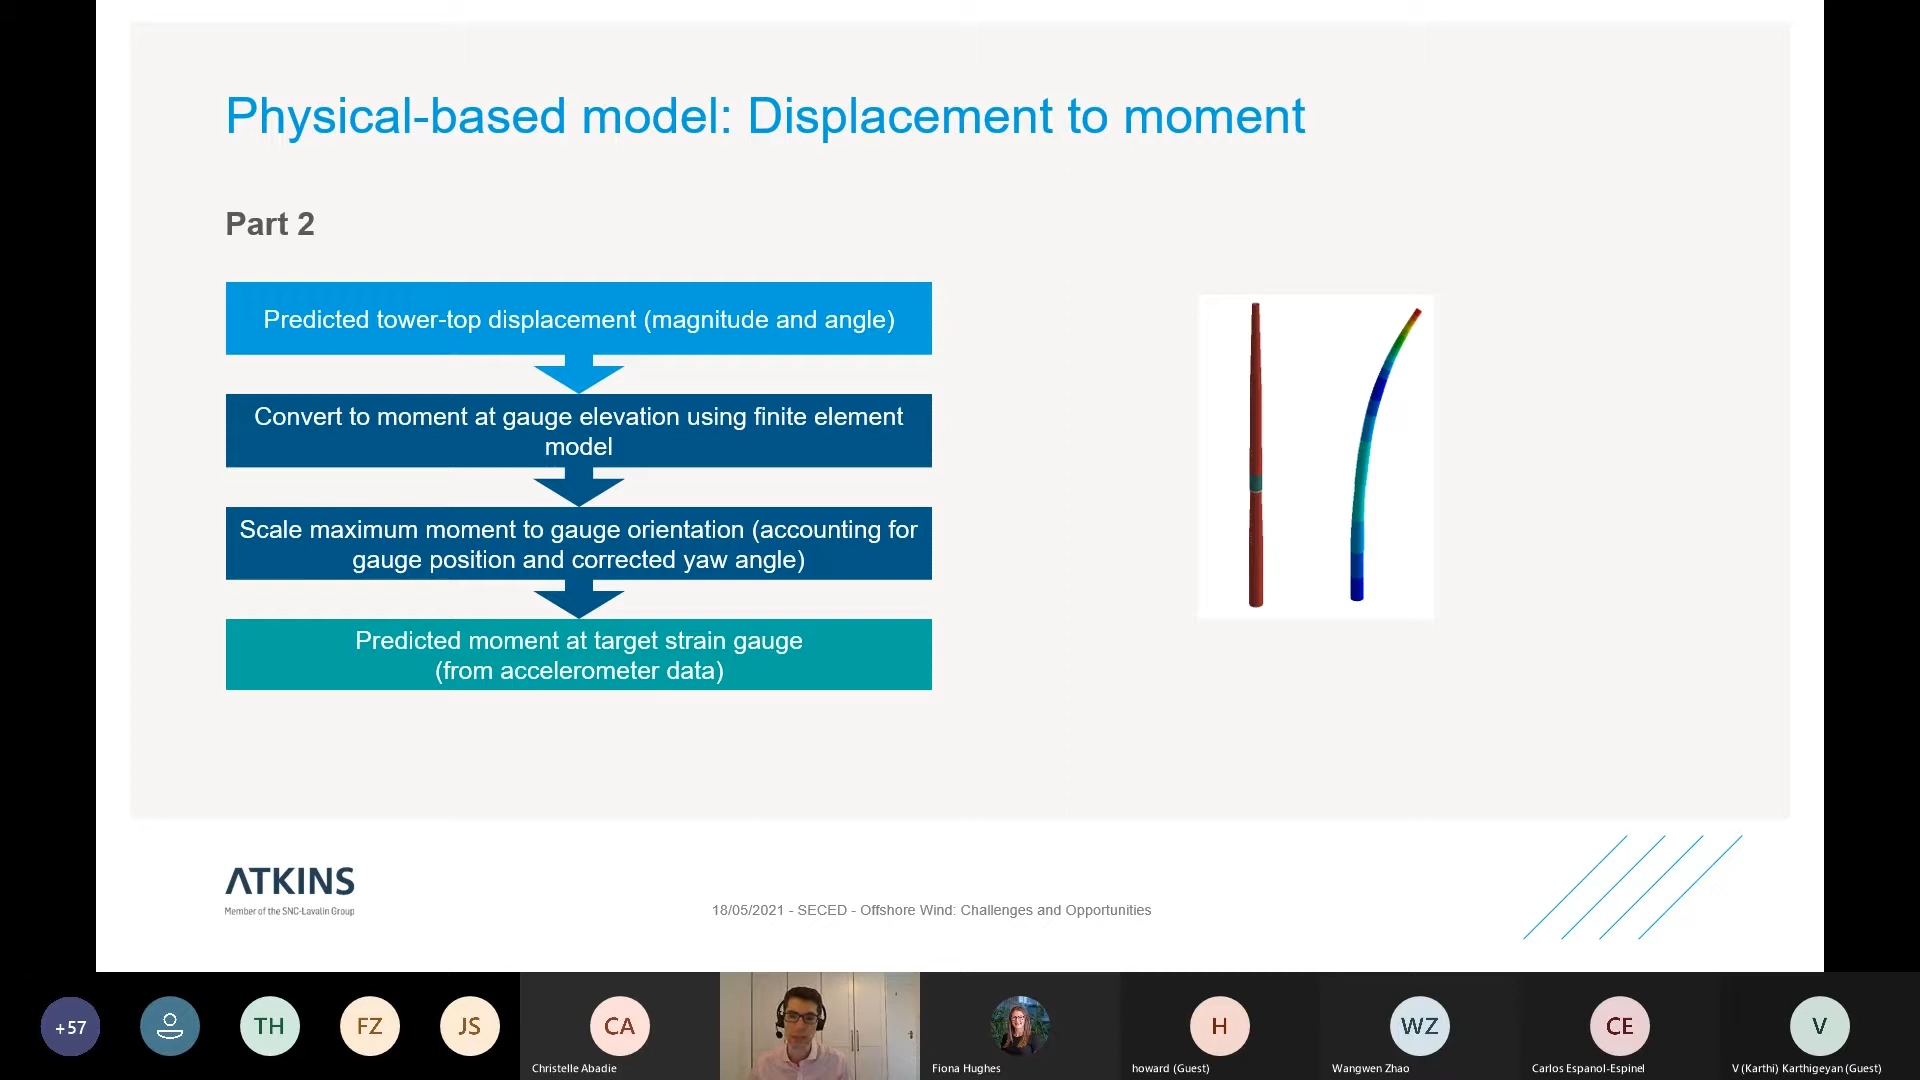 Physical-based model: Displacement to moment
Part 2
Predicted tower-top displacement (magnitude and angle)
Convert to moment at gauge elevation using finite element
model
Scale maximum moment to gauge orientation (accounting for
gauge position and corrected yaw angle)
Predicted moment at target strain gauge
(from accelerometer data)
ATKINS
Member of the SNC-Lavalin Group
18/05/2021 - SECED - Offshore Wind: Challenges and Opportunities
+57
TH
FZ
JS
CA
H
WZ
CE
V
Christelle Abadie
Fiona Hughes
howard (Guest)
Wangwen Zhao
Carlos Espanol-Espinel
V (Karthi) Karthigeyan (Guest)